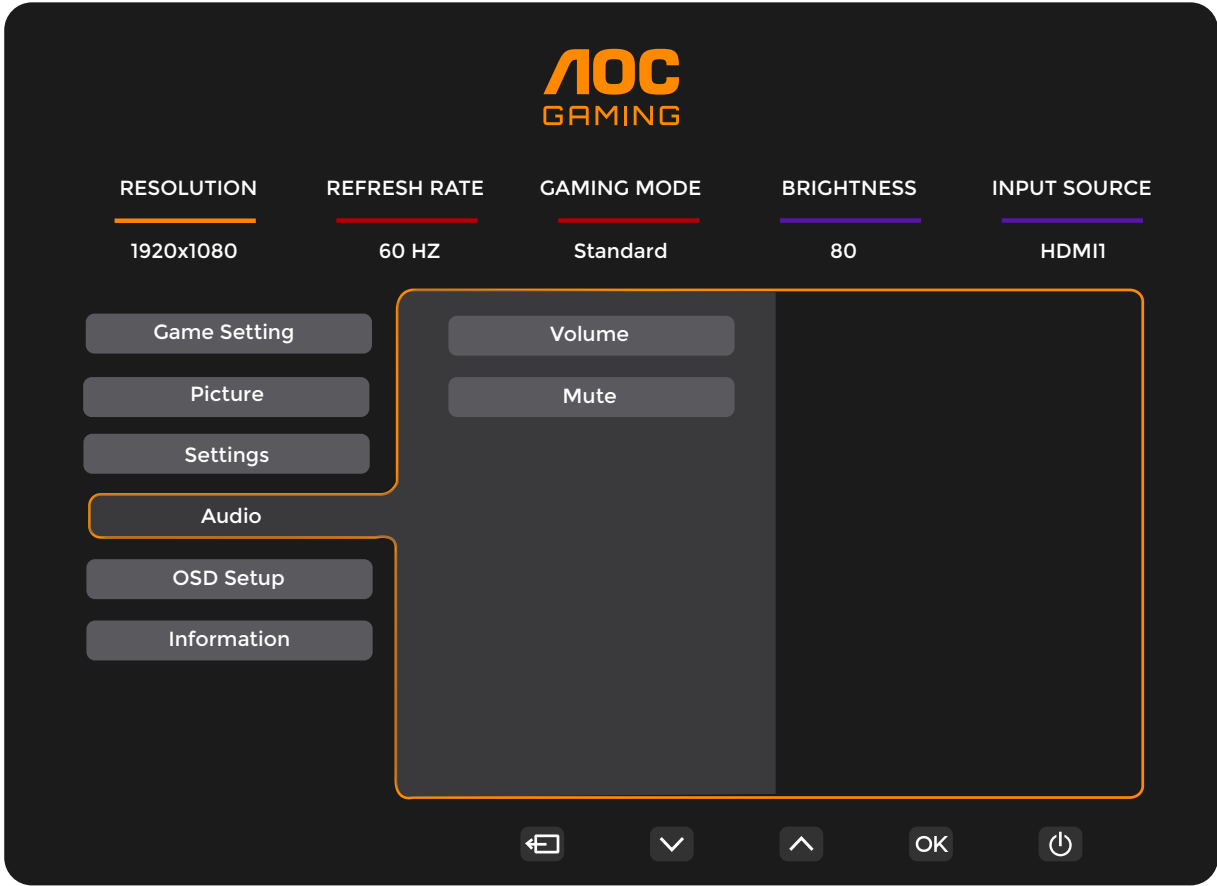 AOC
GAMING
RESOLUTION REFRESH RATE GAMING MODE BRIGHTNESS INPUT SOURCE
1920x1080 60 HZ Standard 80 HDMI1
Game Setting
Volume
Picture
Mute
Settings
Audio
OSD Setup
Information
OK